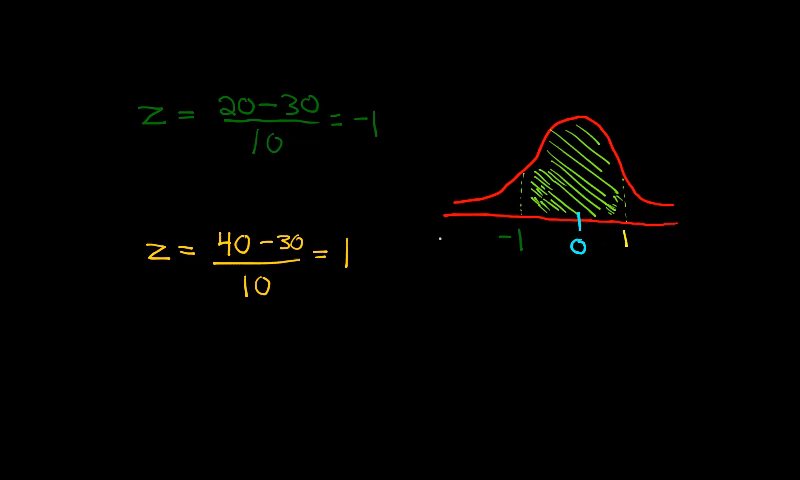 z = 20-30/10 = -1
z = 40-30/10 = 1
-1 0 1